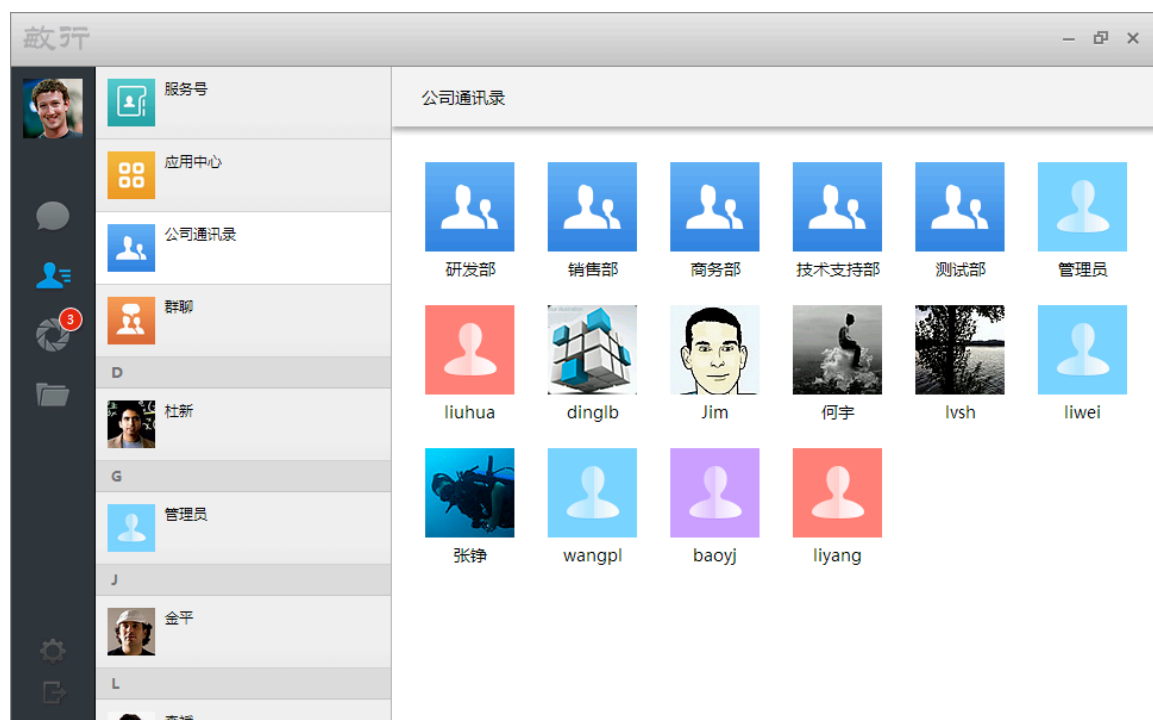 敏行
3
服务号
应用中心
公司通讯录
群聊
D
杜新
G
管理员
J
金平
L
公司通讯录
研发部 销售部 商务部 技术支持部 测试部 管理员
liuhua dinglb Jim 何宇 lvsh liwei
张铮 wangpl baoyj liyang